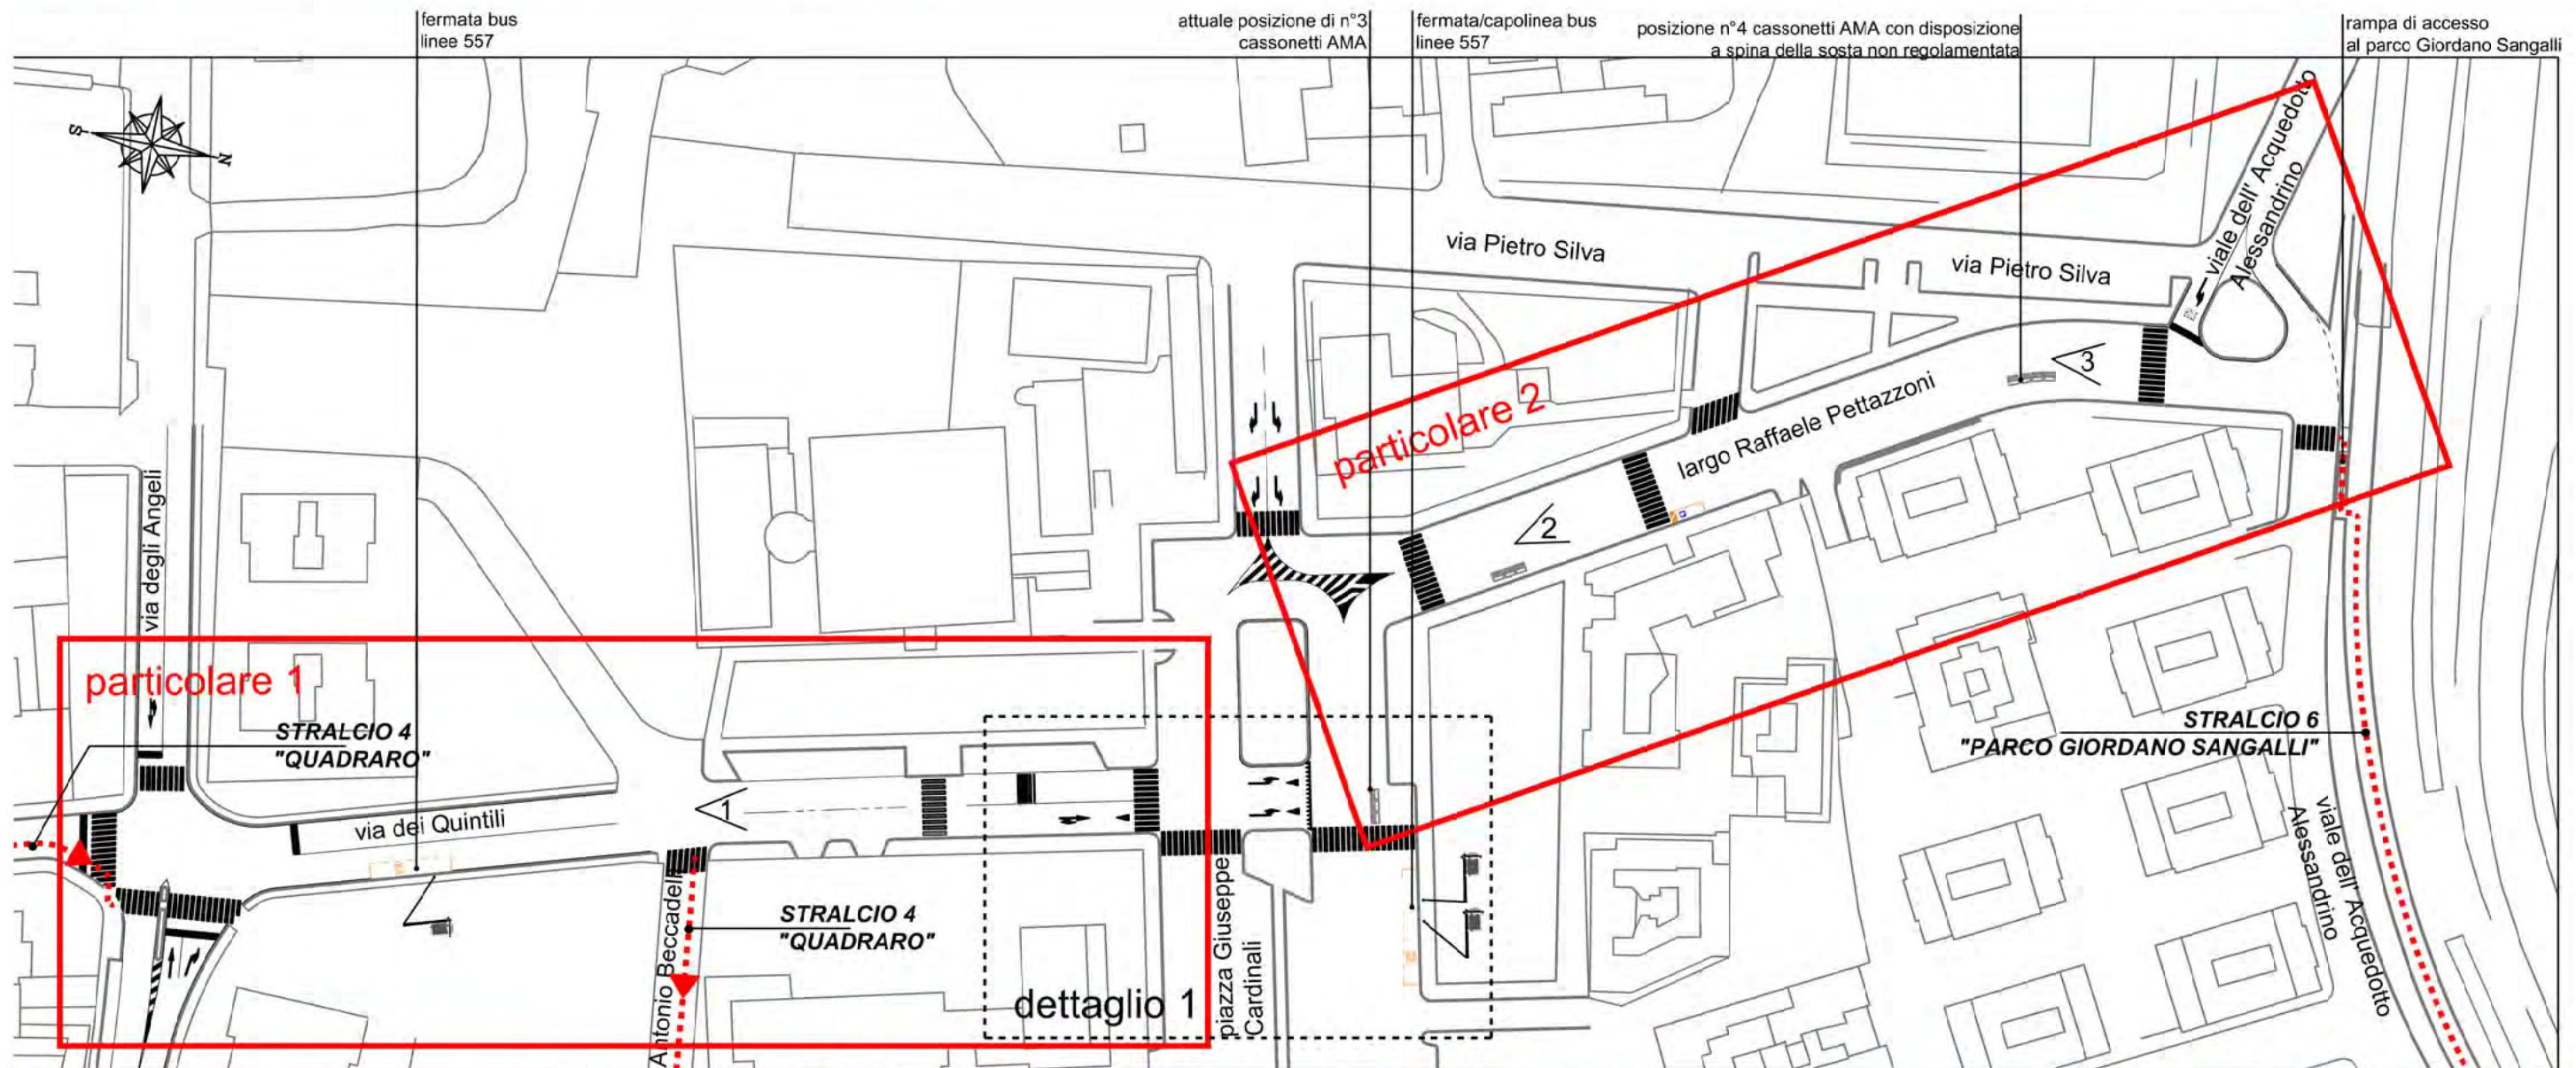 fermata bus
linee 557
attuale posizione di n°3
cassonetti AMA
fermata/capolinea bus
linee 557
posizione n°4 cassonetti AMA con disposizione
a spina della sosta non regolamentata
rampa di accesso
al parco Giordano Sangalli
S
N
via Pietro Silva
via Pietro Silva
viale dell' Acquedotto
Alessandrino
3
particolare 2
largo Raffaele Pettazzoni
2
via degli Angeli
particolare 1
STRALCIO 4
"QUADRARO"
1
via dei Quintili
STRALCIO 4
"QUADRARO"
Antonio Beccadelli
dettaglio 1
piazza Giuseppe
Cardinali
STRALCIO 6
"PARCO GIORDANO SANGALLI"
viale dell' Acquedotto
Alessandrino